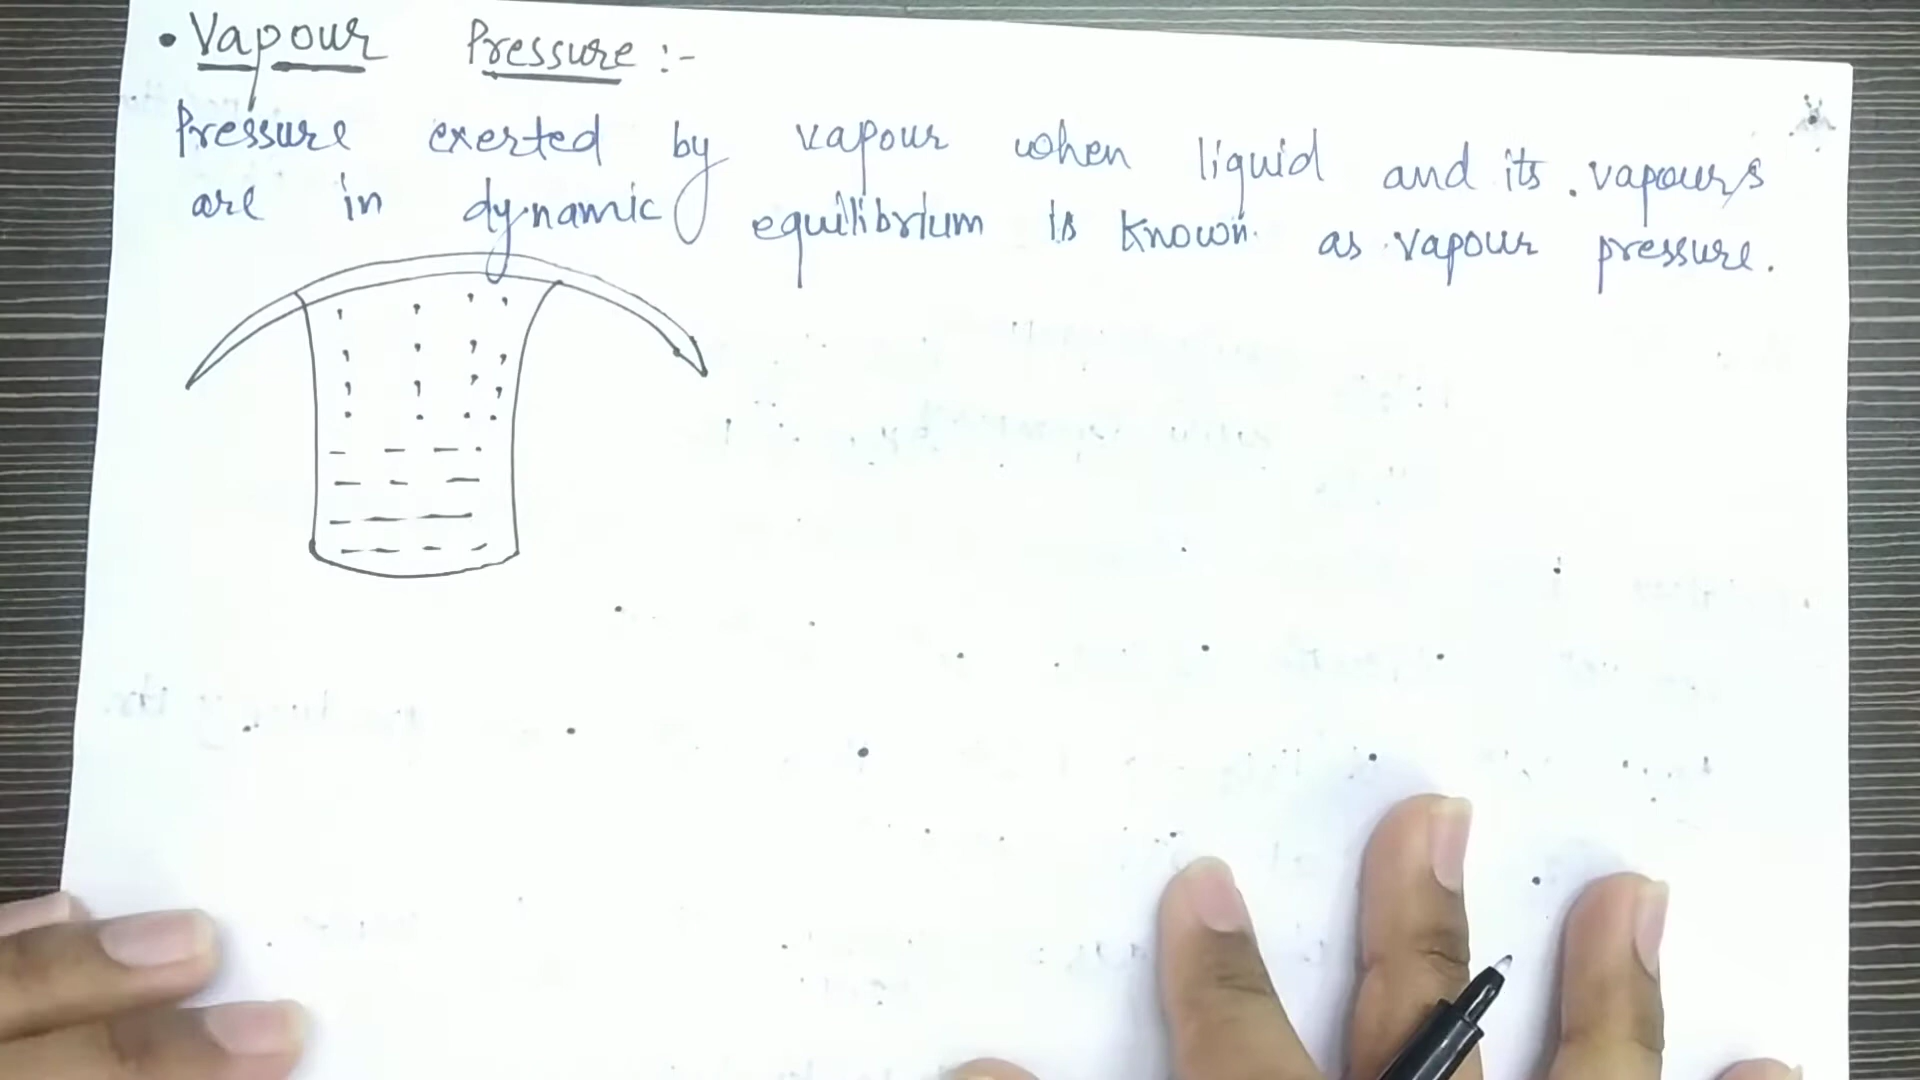 • Vapour Pressure :-
Pressure exerted by vapour when liquid and its vapours
are in dynamic equilibrium is known as vapour pressure.